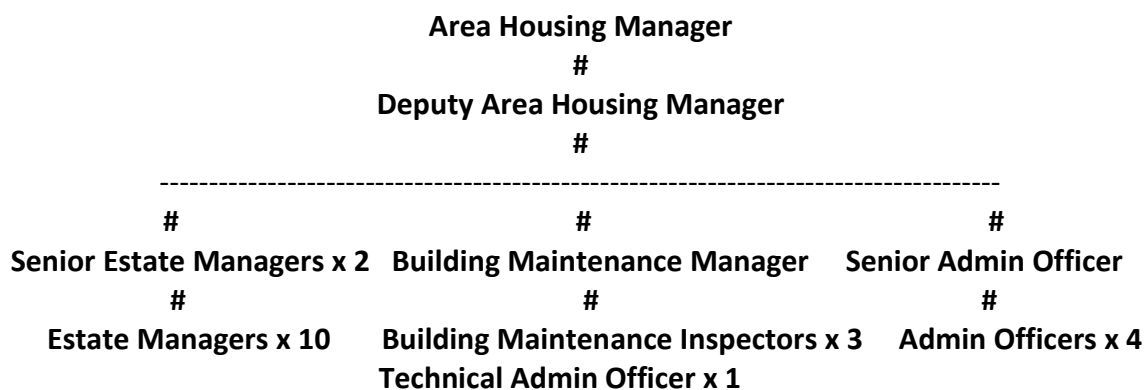 Area Housing Manager
#
Deputy Area Housing Manager
#
--------------------------------------------------------------------------------------
# # #
Senior Estate Managers x 2 Building Maintenance Manager Senior Admin Officer
# # #
Estate Managers x 10 Building Maintenance Inspectors x 3 Admin Officers x 4
Technical Admin Officer x 1